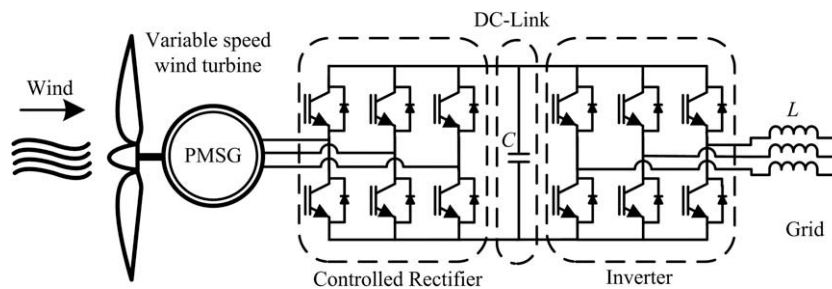 DC-Link
Variable speed
wind turbine
Wind
PMSG
C
L
Grid
Controlled Rectifier
Inverter